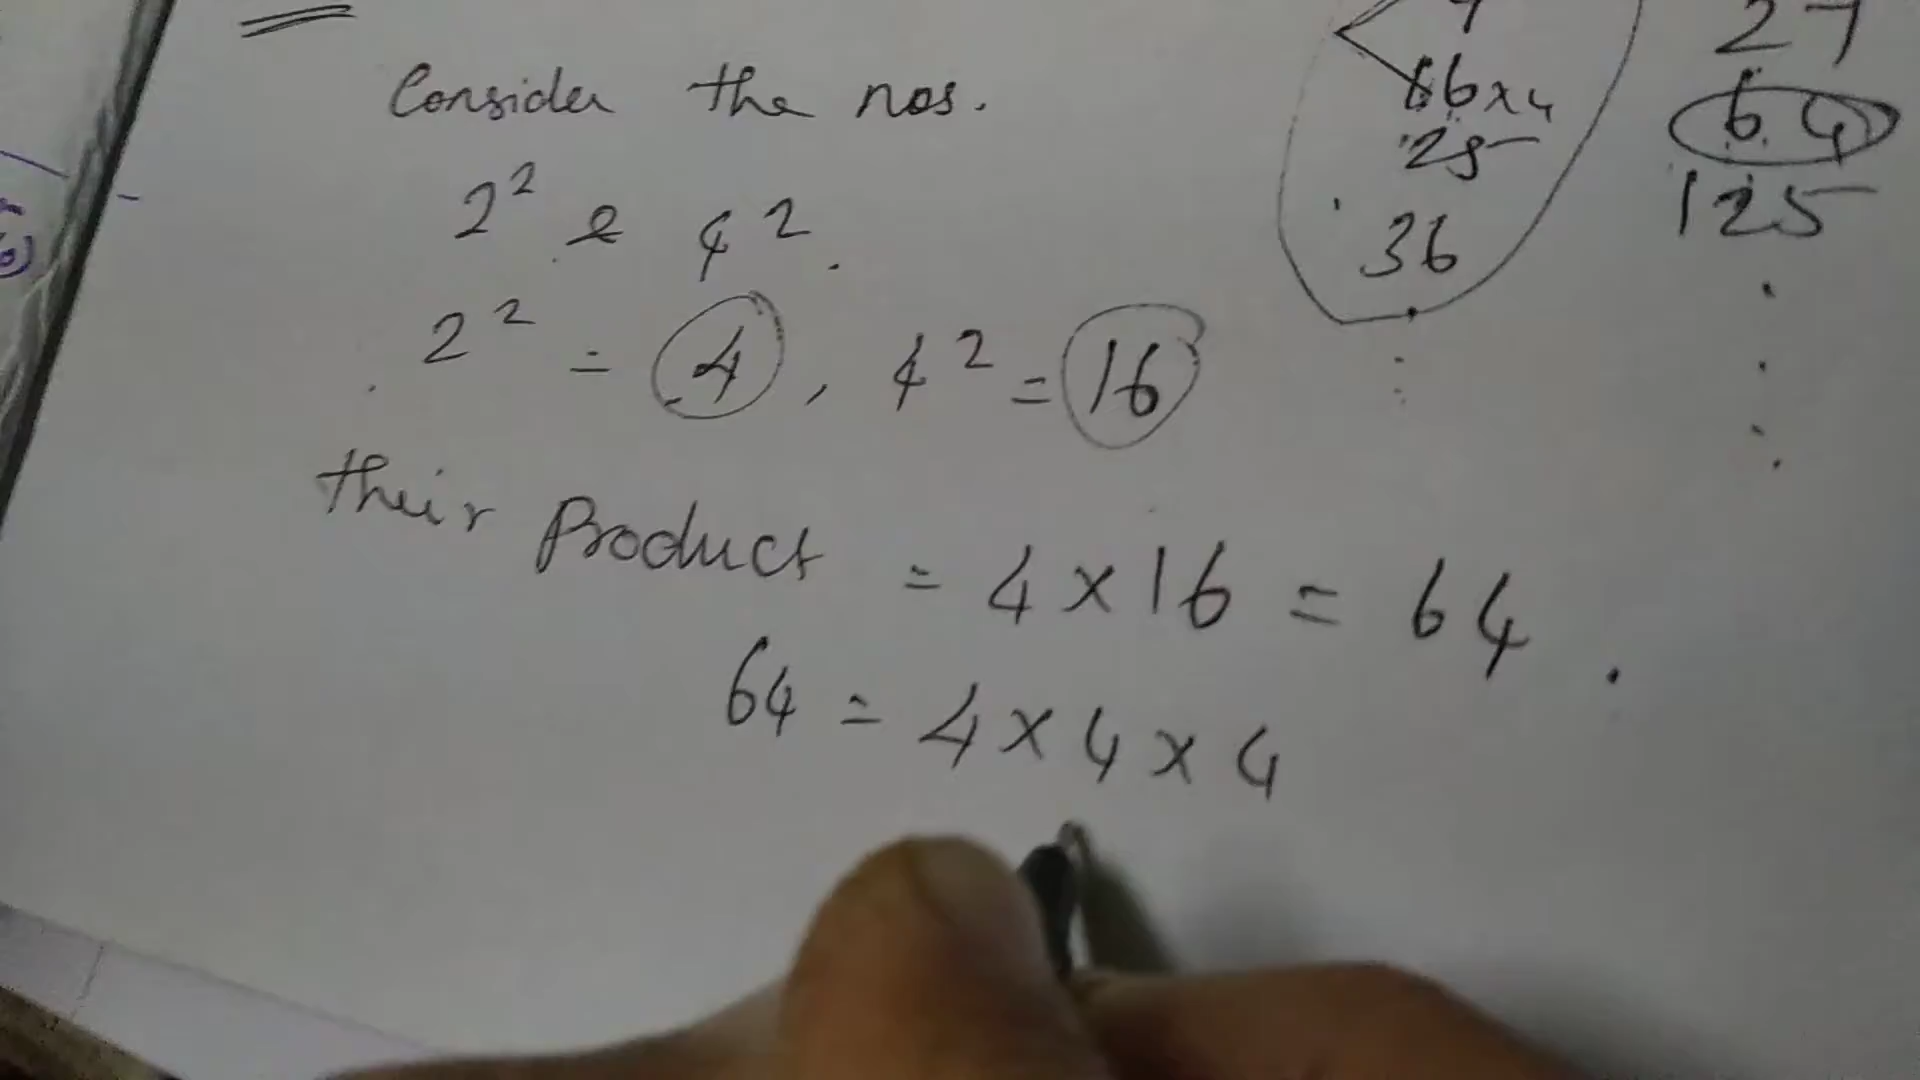 Consider the nos.
2² & 4².
2² = 4, 4² = 16
their Product = 4 × 16 = 64.
64 = 4 × 4 × 4
16 × 4
25
36
27
64
125